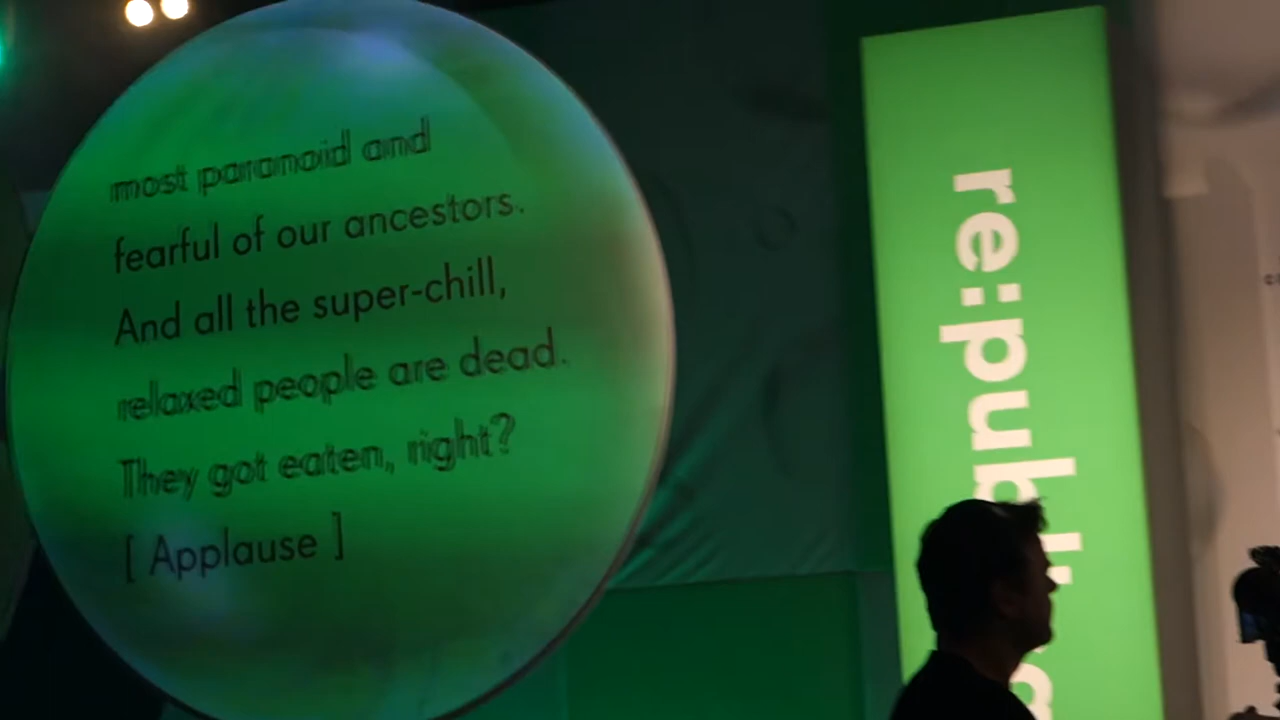 most paranoid and
fearful of our ancestors.
And all the super-chill,
relaxed people are dead.
They got eaten, right?
[ Applause ]
re:publica